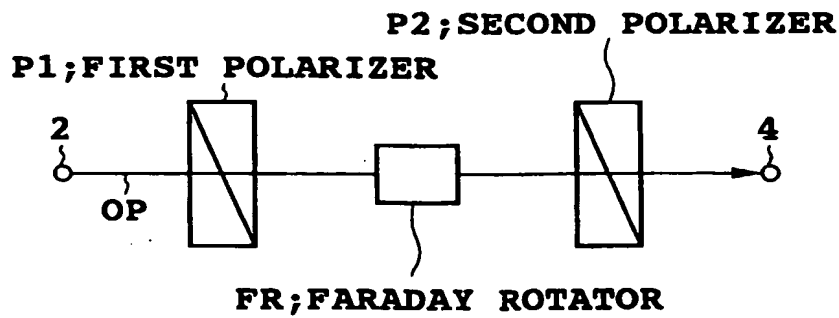 P2;SECOND POLARIZER
P1;FIRST POLARIZER
2
4
OP
FR;FARADAY ROTATOR